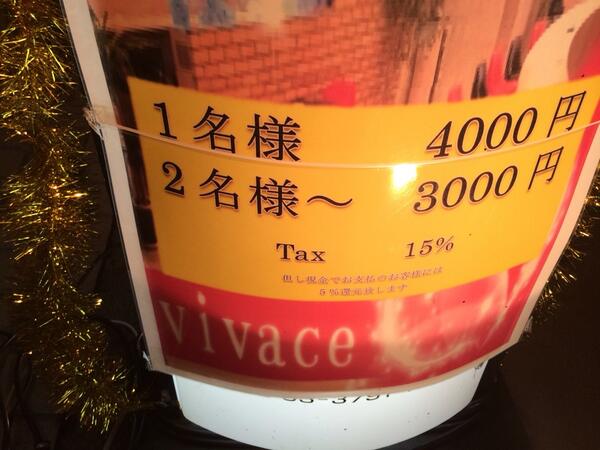 1名様 4000円
2名様～ 3000円
Tax 15%
但し税金でお支払のお客様には
5%還元致します
vivace